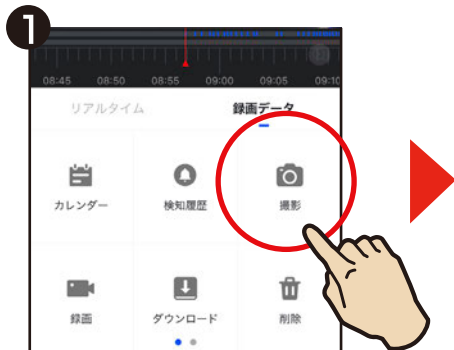 1
08:45 08:50 08:55 09:00 09:05 09:10
リアルタイム 録画データ
カレンダー 検知履歴 撮影
録画 ダウンロード 削除